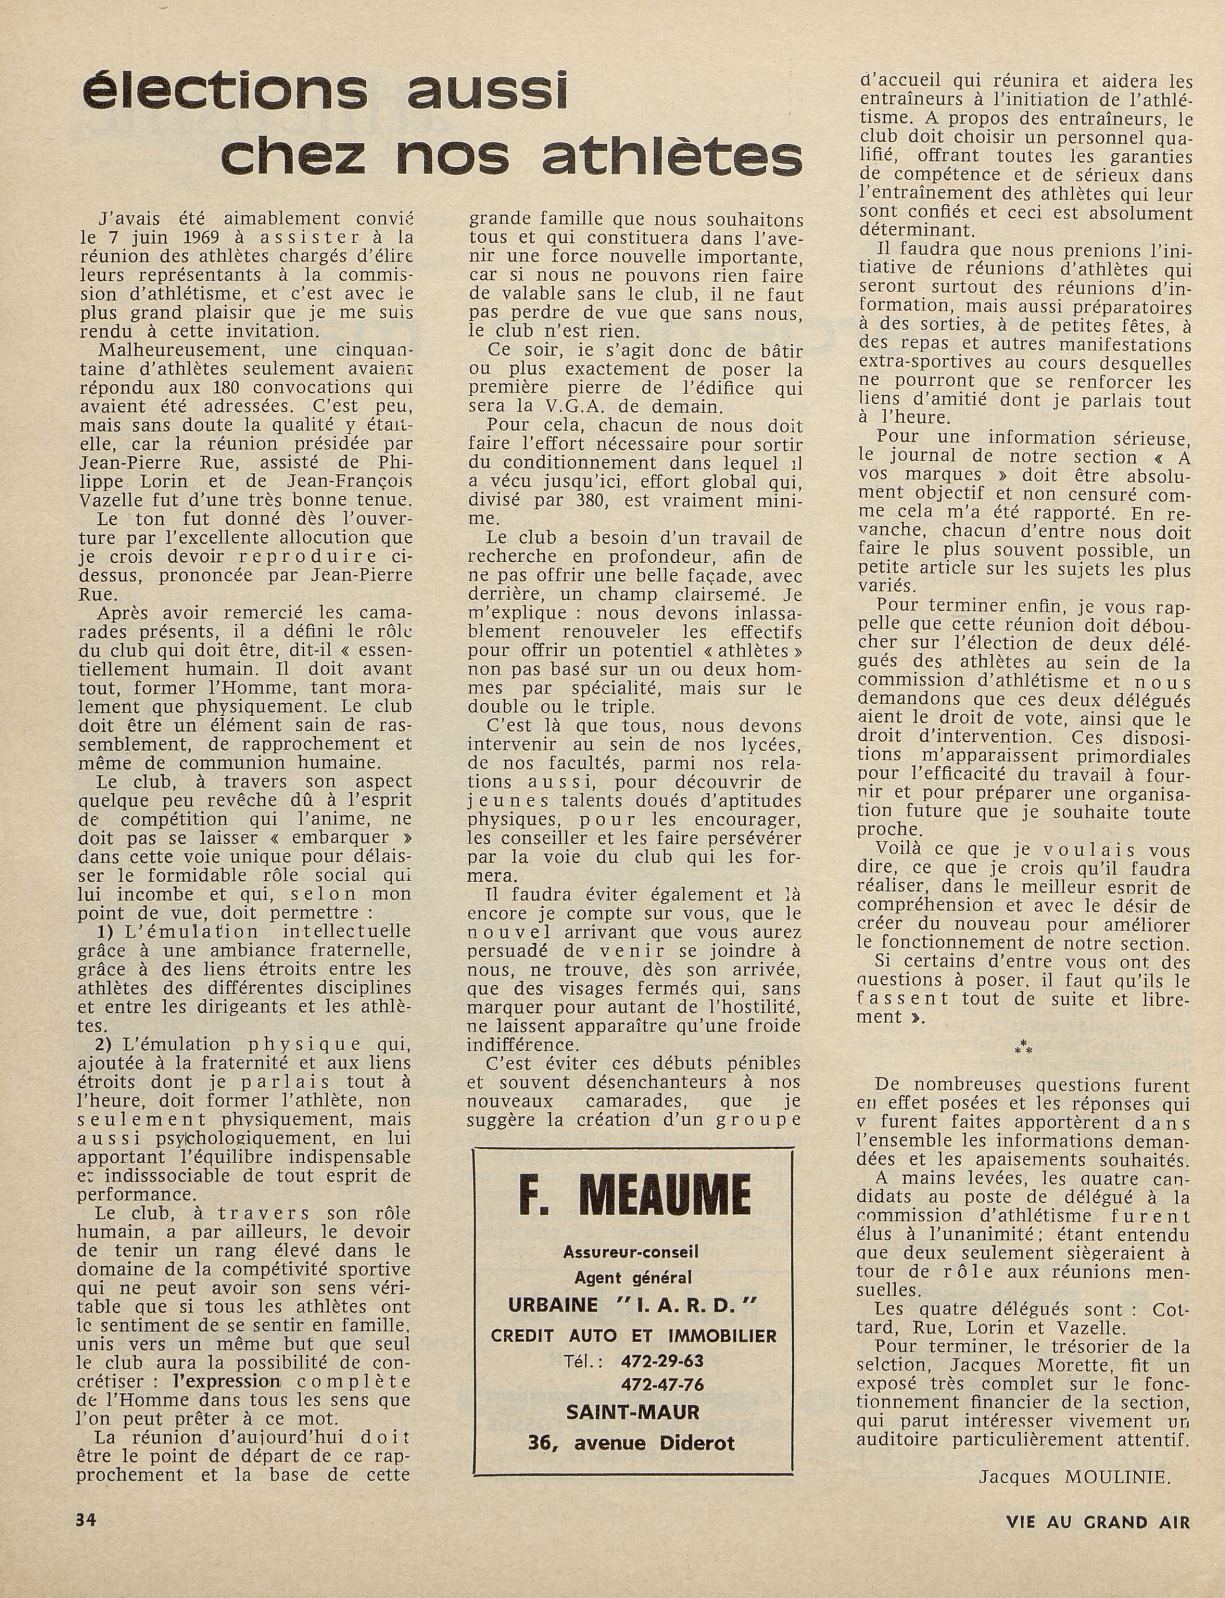 élections aussi
chez nos athlètes
J'avais été aimablement convié
le 7 juin 1969 à assister à la
réunion des athlètes chargés d'élire
leurs représentants à la commis-
sion d'athlétisme, et c'est avec le
plus grand plaisir que je me suis
rendu à cette invitation.
Malheureusement, une cinquan-
taine d'athlètes seulement avaient
répondu aux 180 convocations qui
avaient été adressées. C'est peu,
mais sans doute la qualité y était-
elle, car la réunion présidée par
Jean-Pierre Rue, assisté de Phi-
lippe Lorin et de Jean-François
Vazelle fut d'une très bonne tenue.
Le ton fut donné dès l'ouver-
ture par l'excellente allocution que
je crois devoir reproduire ci-
dessus, prononcée par Jean-Pierre
Rue.
Après avoir remercié les cama-
rades présents, il a défini le rôle
du club qui doit être, dit-il « essen-
tiellement humain. Il doit avant
tout, former l'Homme, tant mora-
lement que physiquement. Le club
doit être un élément sain de ras-
semblement, de rapprochement et
même de communion humaine.
Le club, à travers son aspect
quelque peu revêche dû à l'esprit
de compétition qui l'anime, ne
doit pas se laisser « embarquer »
dans cette voie unique pour délais-
ser le formidable rôle social qui
lui incombe et qui, selon mon
point de vue, doit permettre :
1) L'émulation intellectuelle
grâce à une ambiance fraternelle,
grâce à des liens étroits entre les
athlètes des différentes disciplines
et entre les dirigeants et les athlè-
tes.
2) L'émulation physique qui,
ajoutée à la fraternité et aux liens
étroits dont je parlais tout à
l'heure, doit former l'athlète, non
seulement physiquement, mais
aussi psychologiquement, en lui
apportant l'équilibre indispensable
et indisssociable de tout esprit de
performance.
Le club, à travers son rôle
humain, a par ailleurs, le devoir
de tenir un rang élevé dans le
domaine de la compétivité sportive
qui ne peut avoir son sens véri-
table que si tous les athlètes ont
le sentiment de se sentir en famille,
unis vers un même but que seul
le club aura la possibilité de con-
crétiser : l'expression complète
de l'Homme dans tous les sens que
l'on peut prêter à ce mot.
La réunion d'aujourd'hui doit
être le point de départ de ce rap-
prochement et la base de cette
grande famille que nous souhaitons
tous et qui constituera dans l'ave-
nir une force nouvelle importante,
car si nous ne pouvons rien faire
de valable sans le club, il ne faut
pas perdre de vue que sans nous,
le club n'est rien.
Ce soir, ie s'agit donc de bâtir
ou plus exactement de poser la
première pierre de l'édifice qui
sera la V.G.A. de demain.
Pour cela, chacun de nous doit
faire l'effort nécessaire pour sortir
du conditionnement dans lequel il
a vécu jusqu'ici, effort global qui,
divisé par 380, est vraiment mini-
me.
Le club a besoin d'un travail de
recherche en profondeur, afin de
ne pas offrir une belle façade, avec
derrière, un champ clairsemé. Je
m'explique : nous devons inlassa-
blement renouveler les effectifs
pour offrir un potentiel « athlètes »
non pas basé sur un ou deux hom-
mes par spécialité, mais sur le
double ou le triple.
C'est là que tous, nous devons
intervenir au sein de nos lycées,
de nos facultés, parmi nos rela-
tions aussi, pour découvrir de
jeunes talents doués d'aptitudes
physiques, pour les encourager,
les conseiller et les faire persévérer
par la voie du club qui les for-
mera.
Il faudra éviter également et là
encore je compte sur vous, que le
nouvel arrivant que vous aurez
persuadé de venir se joindre à
nous, ne trouve, dès son arrivée,
que des visages fermés qui, sans
marquer pour autant de l'hostilité,
ne laissent apparaître qu'une froide
indifférence.
C'est éviter ces débuts pénibles
et souvent désenchanteurs à nos
nouveaux camarades, que je
suggère la création d'un groupe
F. MEAUME
Assureur-conseil
Agent général
URBAINE "I. A. R. D."
CREDIT AUTO ET IMMOBILIER
Tél. : 472-29-63
472-47-76
SAINT-MAUR
36, avenue Diderot
d'accueil qui réunira et aidera les
entraîneurs à l'initiation de l'athlé-
tisme. A propos des entraîneurs, le
club doit choisir un personnel qua-
lifié, offrant toutes les garanties
de compétence et de sérieux dans
l'entraînement des athlètes qui leur
sont confiés et ceci est absolument
déterminant.
Il faudra que nous prenions l'ini-
tiative de réunions d'athlètes qui
seront surtout des réunions d'in-
formation, mais aussi préparatoires
à des sorties, à de petites fêtes, à
des repas et autres manifestations
extra-sportives au cours desquelles
ne pourront que se renforcer les
liens d'amitié dont je parlais tout
à l'heure.
Pour une information sérieuse,
le journal de notre section « A
vos marques » doit être absolu-
ment objectif et non censuré com-
me cela m'a été rapporté. En re-
vanche, chacun d'entre nous doit
faire le plus souvent possible, un
petite article sur les sujets les plus
variés.
Pour terminer enfin, je vous rap-
pelle que cette réunion doit débou-
cher sur l'élection de deux délé-
gués des athlètes au sein de la
commission d'athlétisme et nous
demandons que ces deux délégués
aient le droit de vote, ainsi que le
droit d'intervention. Ces disposi-
tions m'apparaissent primordiales
pour l'efficacité du travail à four-
nir et pour préparer une organisa-
tion future que je souhaite toute
proche.
Voilà ce que je voulais vous
dire, ce que je crois qu'il faudra
réaliser, dans le meilleur esprit de
compréhension et avec le désir de
créer du nouveau pour améliorer
le fonctionnement de notre section.
Si certains d'entre vous ont des
questions à poser, il faut qu'ils le
fassent tout de suite et libre-
ment ».
***
De nombreuses questions furent
en effet posées et les réponses qui
y furent faites apportèrent dans
l'ensemble les informations deman-
dées et les apaisements souhaités.
A mains levées, les quatre can-
didats au poste de délégué à la
commission d'athlétisme furent
élus à l'unanimité ; étant entendu
que deux seulement siègeraient à
tour de rôle aux réunions men-
suelles.
Les quatre délégués sont : Cot-
tard, Rue, Lorin et Vazelle.
Pour terminer, le trésorier de la
selction, Jacques Morette, fit un
exposé très complet sur le fonc-
tionnement financier de la section,
qui parut intéresser vivement un
auditoire particulièrement attentif.
Jacques MOULINIE.
34
VIE AU GRAND AIR